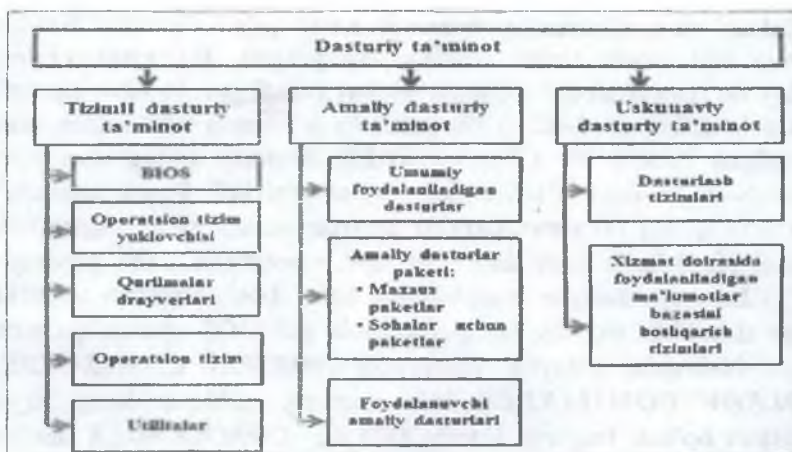 Dasturiy ta'minot
Tizimli dasturiy
ta'minot
BIOS
Operatsion tizim
yuklovchisi
Qurilmalar
drayverlari
Operatsion tizim
Utilitalar
Amaliy dasturiy
ta'minot
Umumiy
foydalaniladigan
dasturlar
Amaliy dasturlar
paketi:
• Maxsus
paketlar
• Sohalar uchun
paketlar
Foydalanuvchi
amaliy dasturlari
Uskunaviy
dasturiy ta'minot
Dasturlash
tizimlari
Xizmat doirasida
foydalaniladigan
ma'lumotlar
bazasini
boshqarish
tizimlari